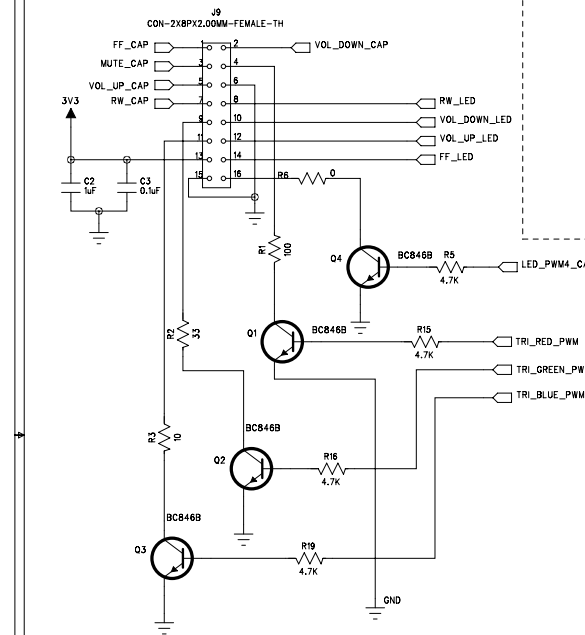 J9
CON-2X8PX2.00MM-FEMALE-TH
FF_CAP 1 2 VOL_DOWN_CAP
MUTE_CAP 3 4
VOL_UP_CAP 5 6
RW_CAP 7 8 RW_LED
3V3
9 10 VOL_DOWN_LED
11 12 VOL_UP_LED
13 14 FF_LED
15 16 R6 0
C2 1uF
C3 0.1uF
R1 100
Q4 BC846B R5 4.7K LED_PWM4_CA
R2 33
Q1 BC846B R15 4.7K TRI_RED_PWM
TRI_GREEN_PW
TRI_BLUE_PWM
R3 10
BC846B
Q2 R16 4.7K
BC846B
Q3 R19 4.7K
GND